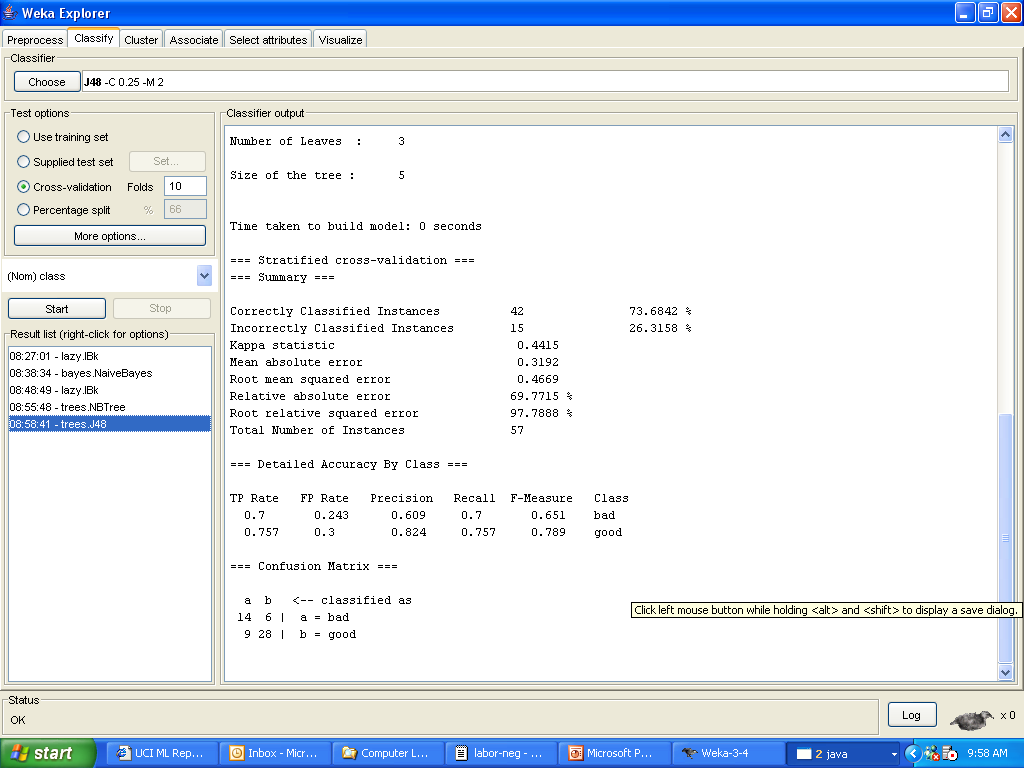 Weka Explorer
Preprocess Classify Cluster Associate Select attributes Visualize
Classifier
Choose J48 -C 0.25 -M 2
Test options
Use training set
Supplied test set Set...
Cross-validation Folds 10
Percentage split % 66
More options...
(Nom) class
Start Stop
Result list (right-click for options)
08:27:01 - lazy.IBk
08:38:34 - bayes.NaiveBayes
08:48:49 - lazy.IBk
08:55:48 - trees.NBTree
08:58:41 - trees.J48
Classifier output
Number of Leaves : 3
Size of the tree : 5
Time taken to build model: 0 seconds
=== Stratified cross-validation ===
=== Summary ===
Correctly Classified Instances 42 73.6842 %
Incorrectly Classified Instances 15 26.3158 %
Kappa statistic 0.4415
Mean absolute error 0.3192
Root mean squared error 0.4669
Relative absolute error 69.7715 %
Root relative squared error 97.7888 %
Total Number of Instances 57
=== Detailed Accuracy By Class ===
TP Rate FP Rate Precision Recall F-Measure Class
0.7 0.243 0.609 0.7 0.651 bad
0.757 0.3 0.824 0.757 0.789 good
=== Confusion Matrix ===
a b <-- classified as
14 6 | a = bad
9 28 | b = good
Click left mouse button while holding <alt> and <shift> to display a save dialog.
Status
OK
Log x 0
start UCI ML Rep... Inbox - Micr... Computer L... labor-neg - ... Microsoft P... Weka-3-4 2 java 9:58 AM